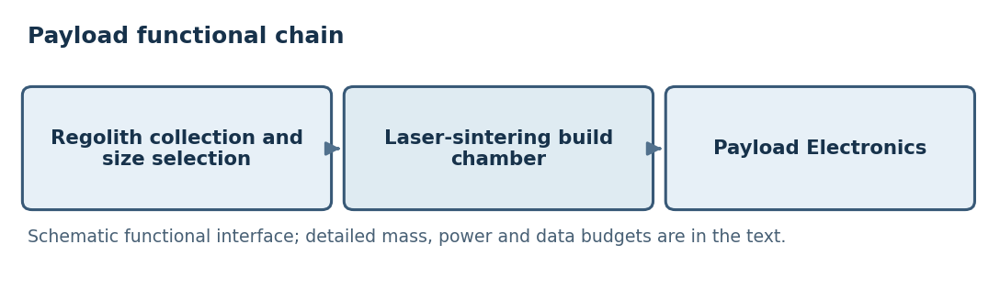 Payload functional chain
Regolith collection and
size selection
Laser-sintering build
chamber
Payload Electronics
Schematic functional interface; detailed mass, power and data budgets are in the text.